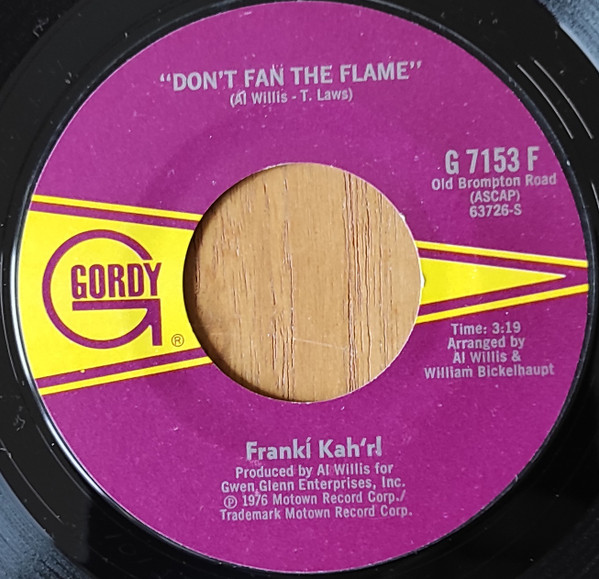 "DON'T FAN THE FLAME"
(Al Willis - T. Laws)
G 7153 F
Old Brompton Road
(ASCAP)
63726-S
GORDY
®
Time: 3:19
Arranged by
Al Willis &
William Bickelhaupt
Frankí Kah'rl
Produced by Al Willis for
Gwen Glenn Enterprises, Inc.
℗ 1976 Motown Record Corp./
Trademark Motown Record Corp.